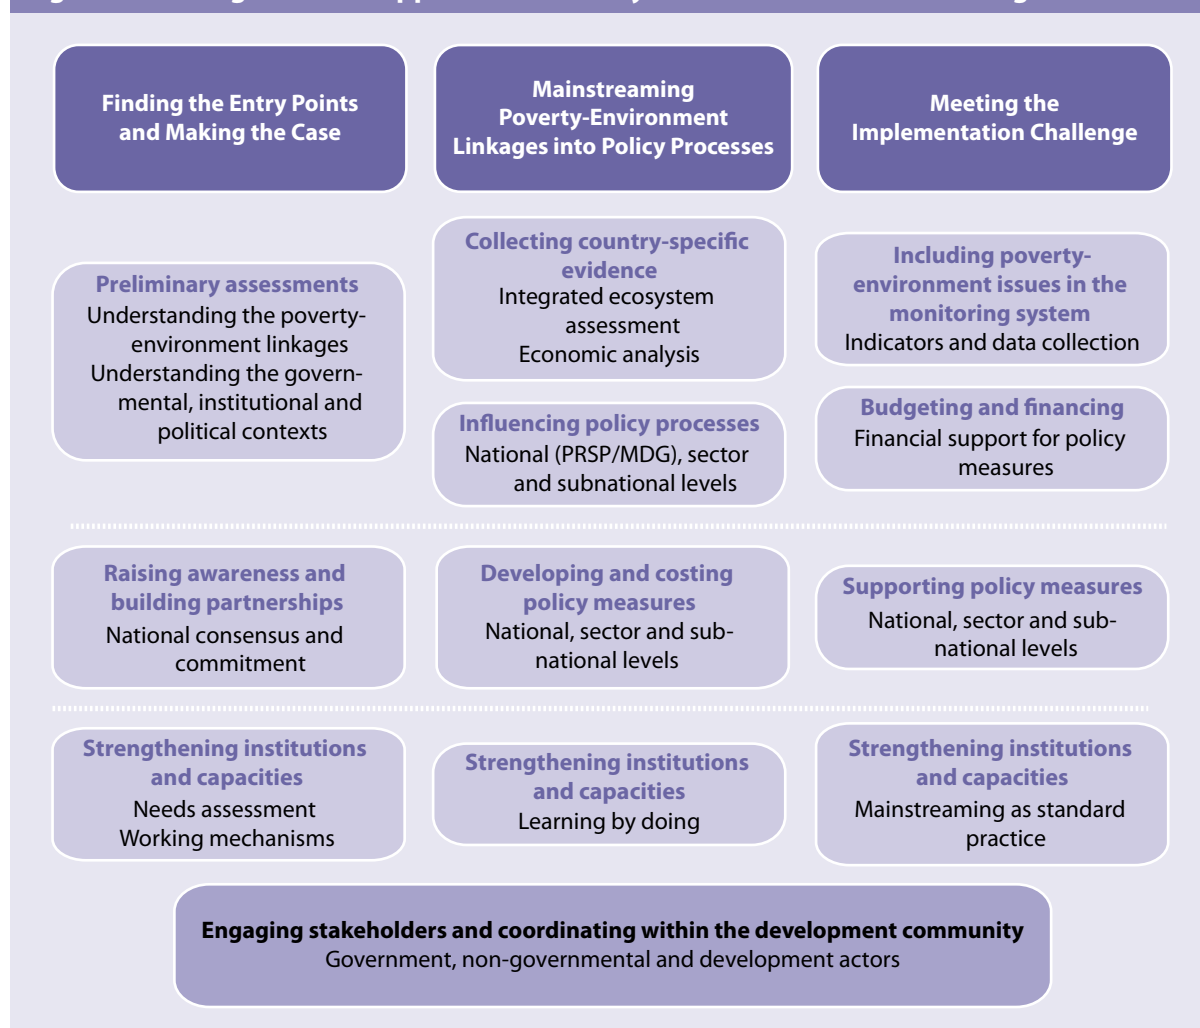 Finding the Entry Points
and Making the Case
Mainstreaming
Poverty-Environment
Linkages into Policy Processes
Meeting the
Implementation Challenge
Preliminary assessments
Understanding the poverty-
environment linkages
Understanding the govern-
mental, institutional and
political contexts
Collecting country-specific
evidence
Integrated ecosystem
assessment
Economic analysis
Influencing policy processes
National (PRSP/MDG), sector
and subnational levels
Including poverty-
environment issues in the
monitoring system
Indicators and data collection
Budgeting and financing
Financial support for policy
measures
Raising awareness and
building partnerships
National consensus and
commitment
Developing and costing
policy measures
National, sector and sub-
national levels
Supporting policy measures
National, sector and sub-
national levels
Strengthening institutions
and capacities
Needs assessment
Working mechanisms
Strengthening institutions
and capacities
Learning by doing
Strengthening institutions
and capacities
Mainstreaming as standard
practice
Engaging stakeholders and coordinating within the development community
Government, non-governmental and development actors